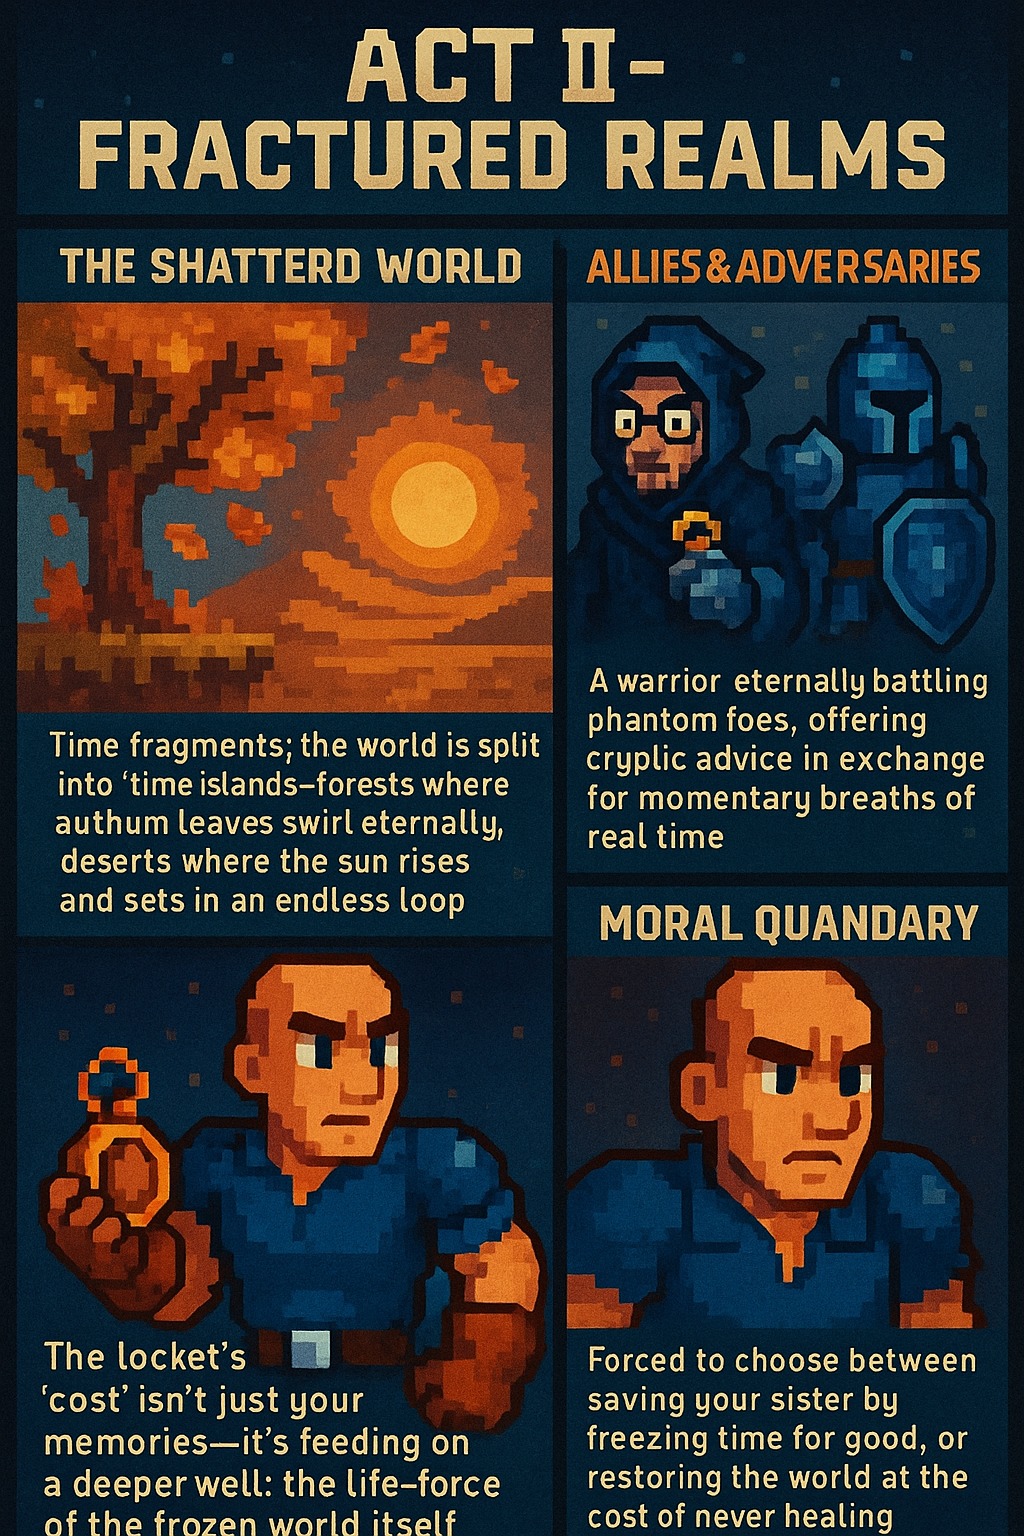 ACT II-
FRACTURED REALMS
THE SHATTERD WORLD
Time fragments; the world is split
into ‘time islands–forests where
authum leaves swirl eternally,
deserts where the sun rises
and sets in an endless loop
ALLIES & ADVERSARIES
A warrior eternally battling
phantom foes, offering
cryptic advice in exchange
for momentary breaths of
real time
The locket’s
‘cost’ isn’t just your
memories—it’s feeding on
a deeper well: the life–force
of the frozen world itself
MORAL QUANDARY
Forced to choose between
saving your sister by
freezing time for good, or
restoring the world at the
cost of never healing